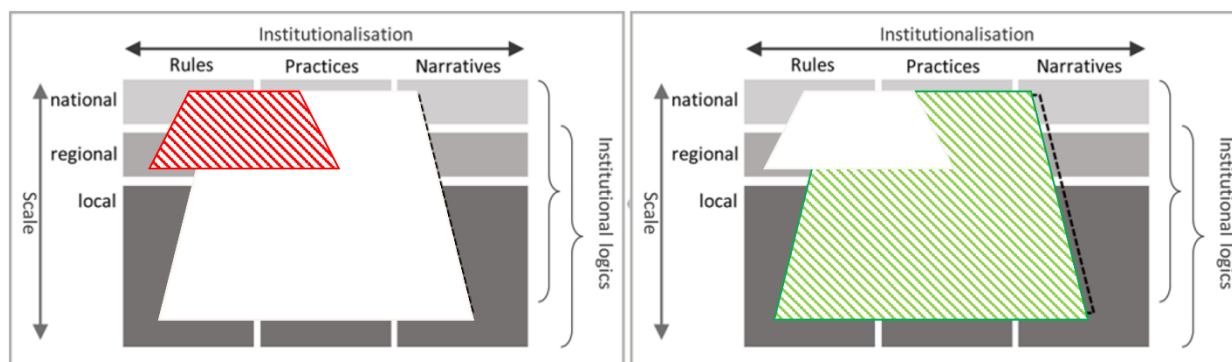 Institutionalisation
Rules Practices Narratives
national
regional
local
Scale
Institutional logics
Institutionalisation
Rules Practices Narratives
national
regional
local
Scale
Institutional logics